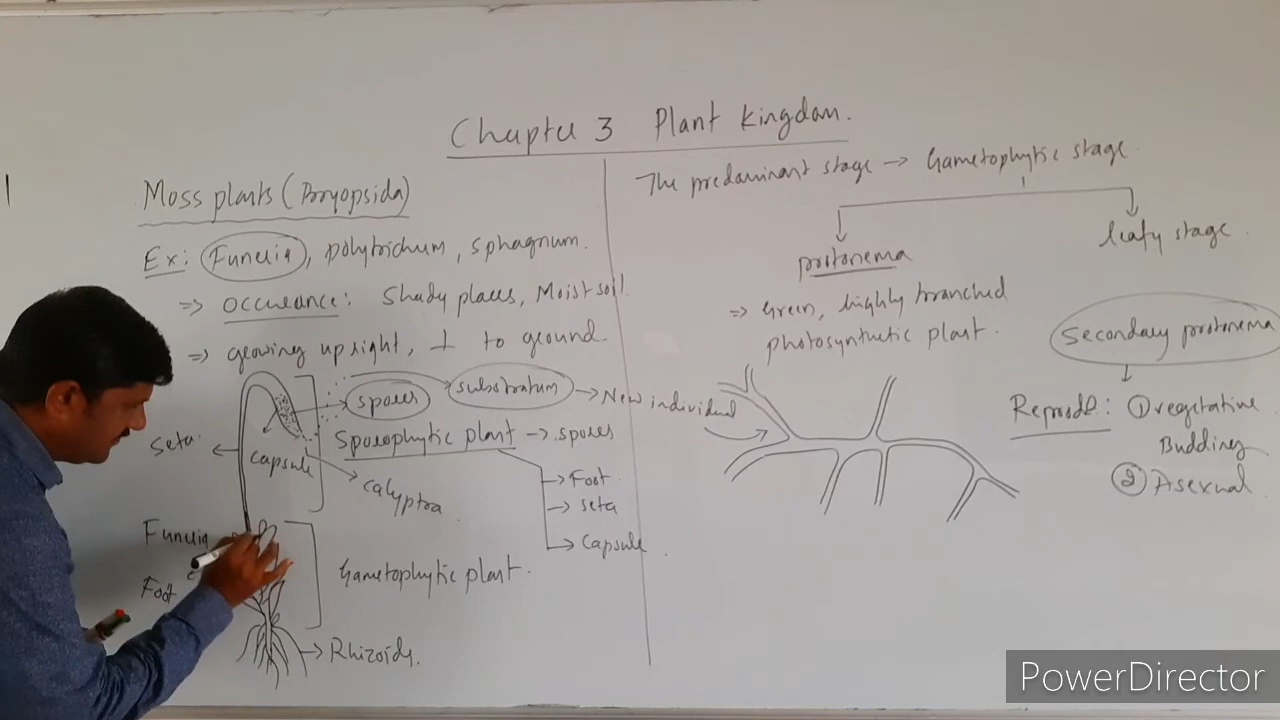 Chapter 3 Plant Kingdom.
Moss plants (Bryopsida)
Ex: Funeria, polytrichum, Sphagnum.
=> Occurance: Shady places, Moist soil.
=> growing upright, ⊥ to ground.
spores
substratum → New individual
seta
capsule
Sporophytic plant → spores
calyptra
→ Foot
→ seta
→ capsule
Funeria
Foot
Gametophytic plant.
→ Rhizoids.
The predominant stage → Gametophytic stage
protonema
leafy stage.
=> Green, highly branched
photosynthetic plant.
Secondary protonema
Reprode: ① vegetative
Budding
② Asexual
PowerDirector